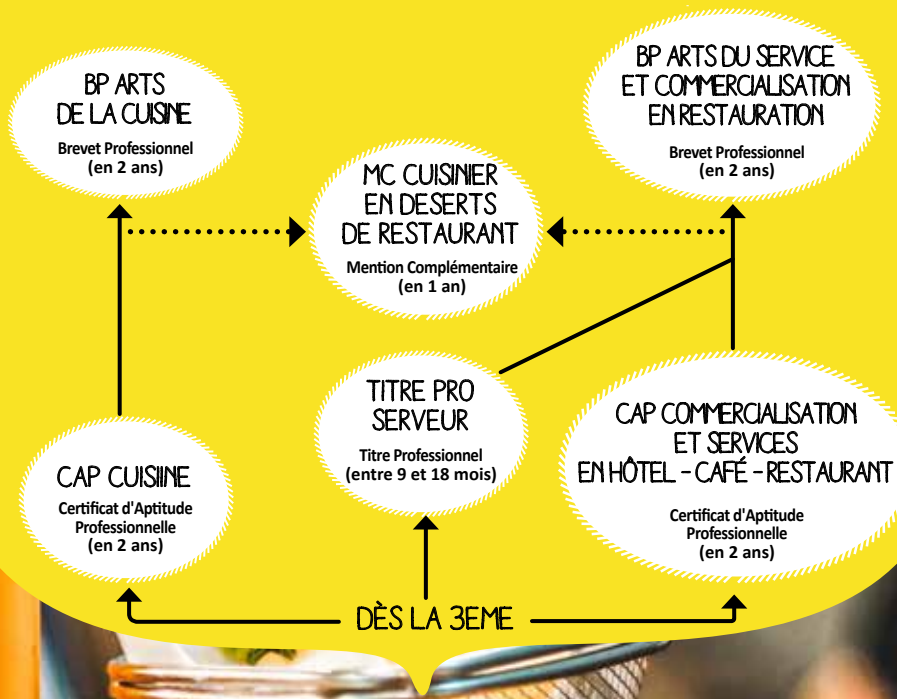 BP ARTS
DE LA CUISINE
Brevet Professionnel
(en 2 ans)
BP ARTS DU SERVICE
ET COMMERCIALISATION
EN RESTAURATION
Brevet Professionnel
(en 2 ans)
MC CUISINIER
EN DESERTS
DE RESTAURANT
Mention Complémentaire
(en 1 an)
TITRE PRO
SERVEUR
Titre Professionnel
(entre 9 et 18 mois)
CAP CUISIINE
Certificat d'Aptitude
Professionnelle
(en 2 ans)
CAP COMMERCIALISATION
ET SERVICES
EN HÔTEL - CAFÉ - RESTAURANT
Certificat d'Aptitude
Professionnelle
(en 2 ans)
DÈS LA 3EME